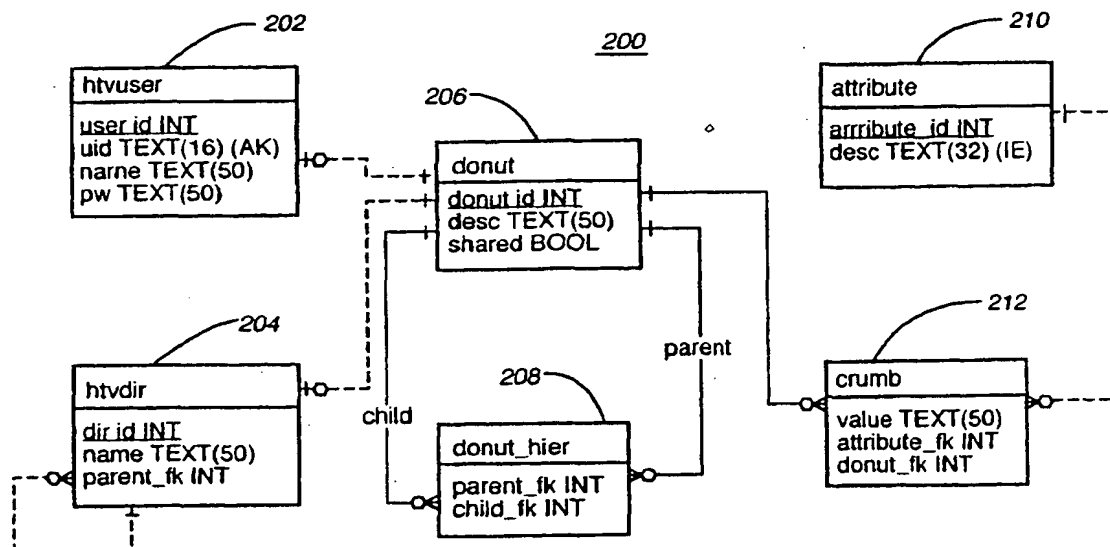 202
200
210
htvuser
user id INT
uid TEXT(16) (AK)
narne TEXT(50)
pw TEXT(50)
206
donut
donut id INT
desc TEXT(50)
shared BOOL
attribute
arrribute_id INT
desc TEXT(32) (IE)
204
htvdir
dir id INT
name TEXT(50)
parent_fk INT
child
parent
208
donut_hier
parent_fk INT
child_fk INT
212
crumb
value TEXT(50)
attribute_fk INT
donut_fk INT